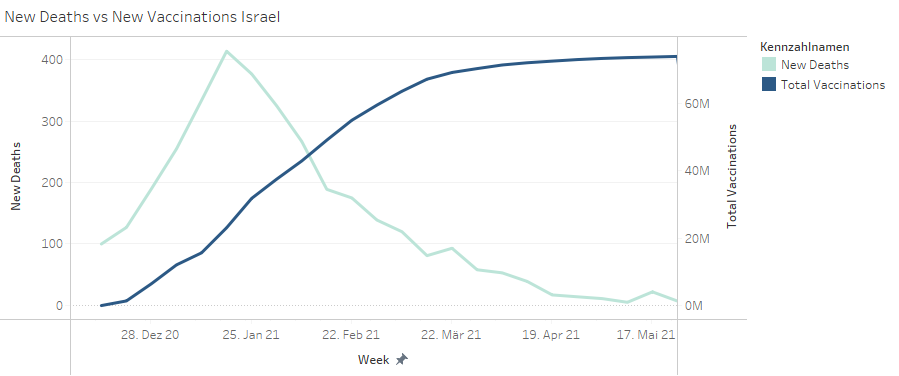 New Deaths vs New Vaccinations Israel
Kennzahlnamen
New Deaths
Total Vaccinations
New Deaths
400
300
200
100
0
60M
40M
20M
0M
Total Vaccinations
28. Dez 20
25. Jan 21
22. Feb 21
22. Mär 21
19. Apr 21
17. Mai 21
Week